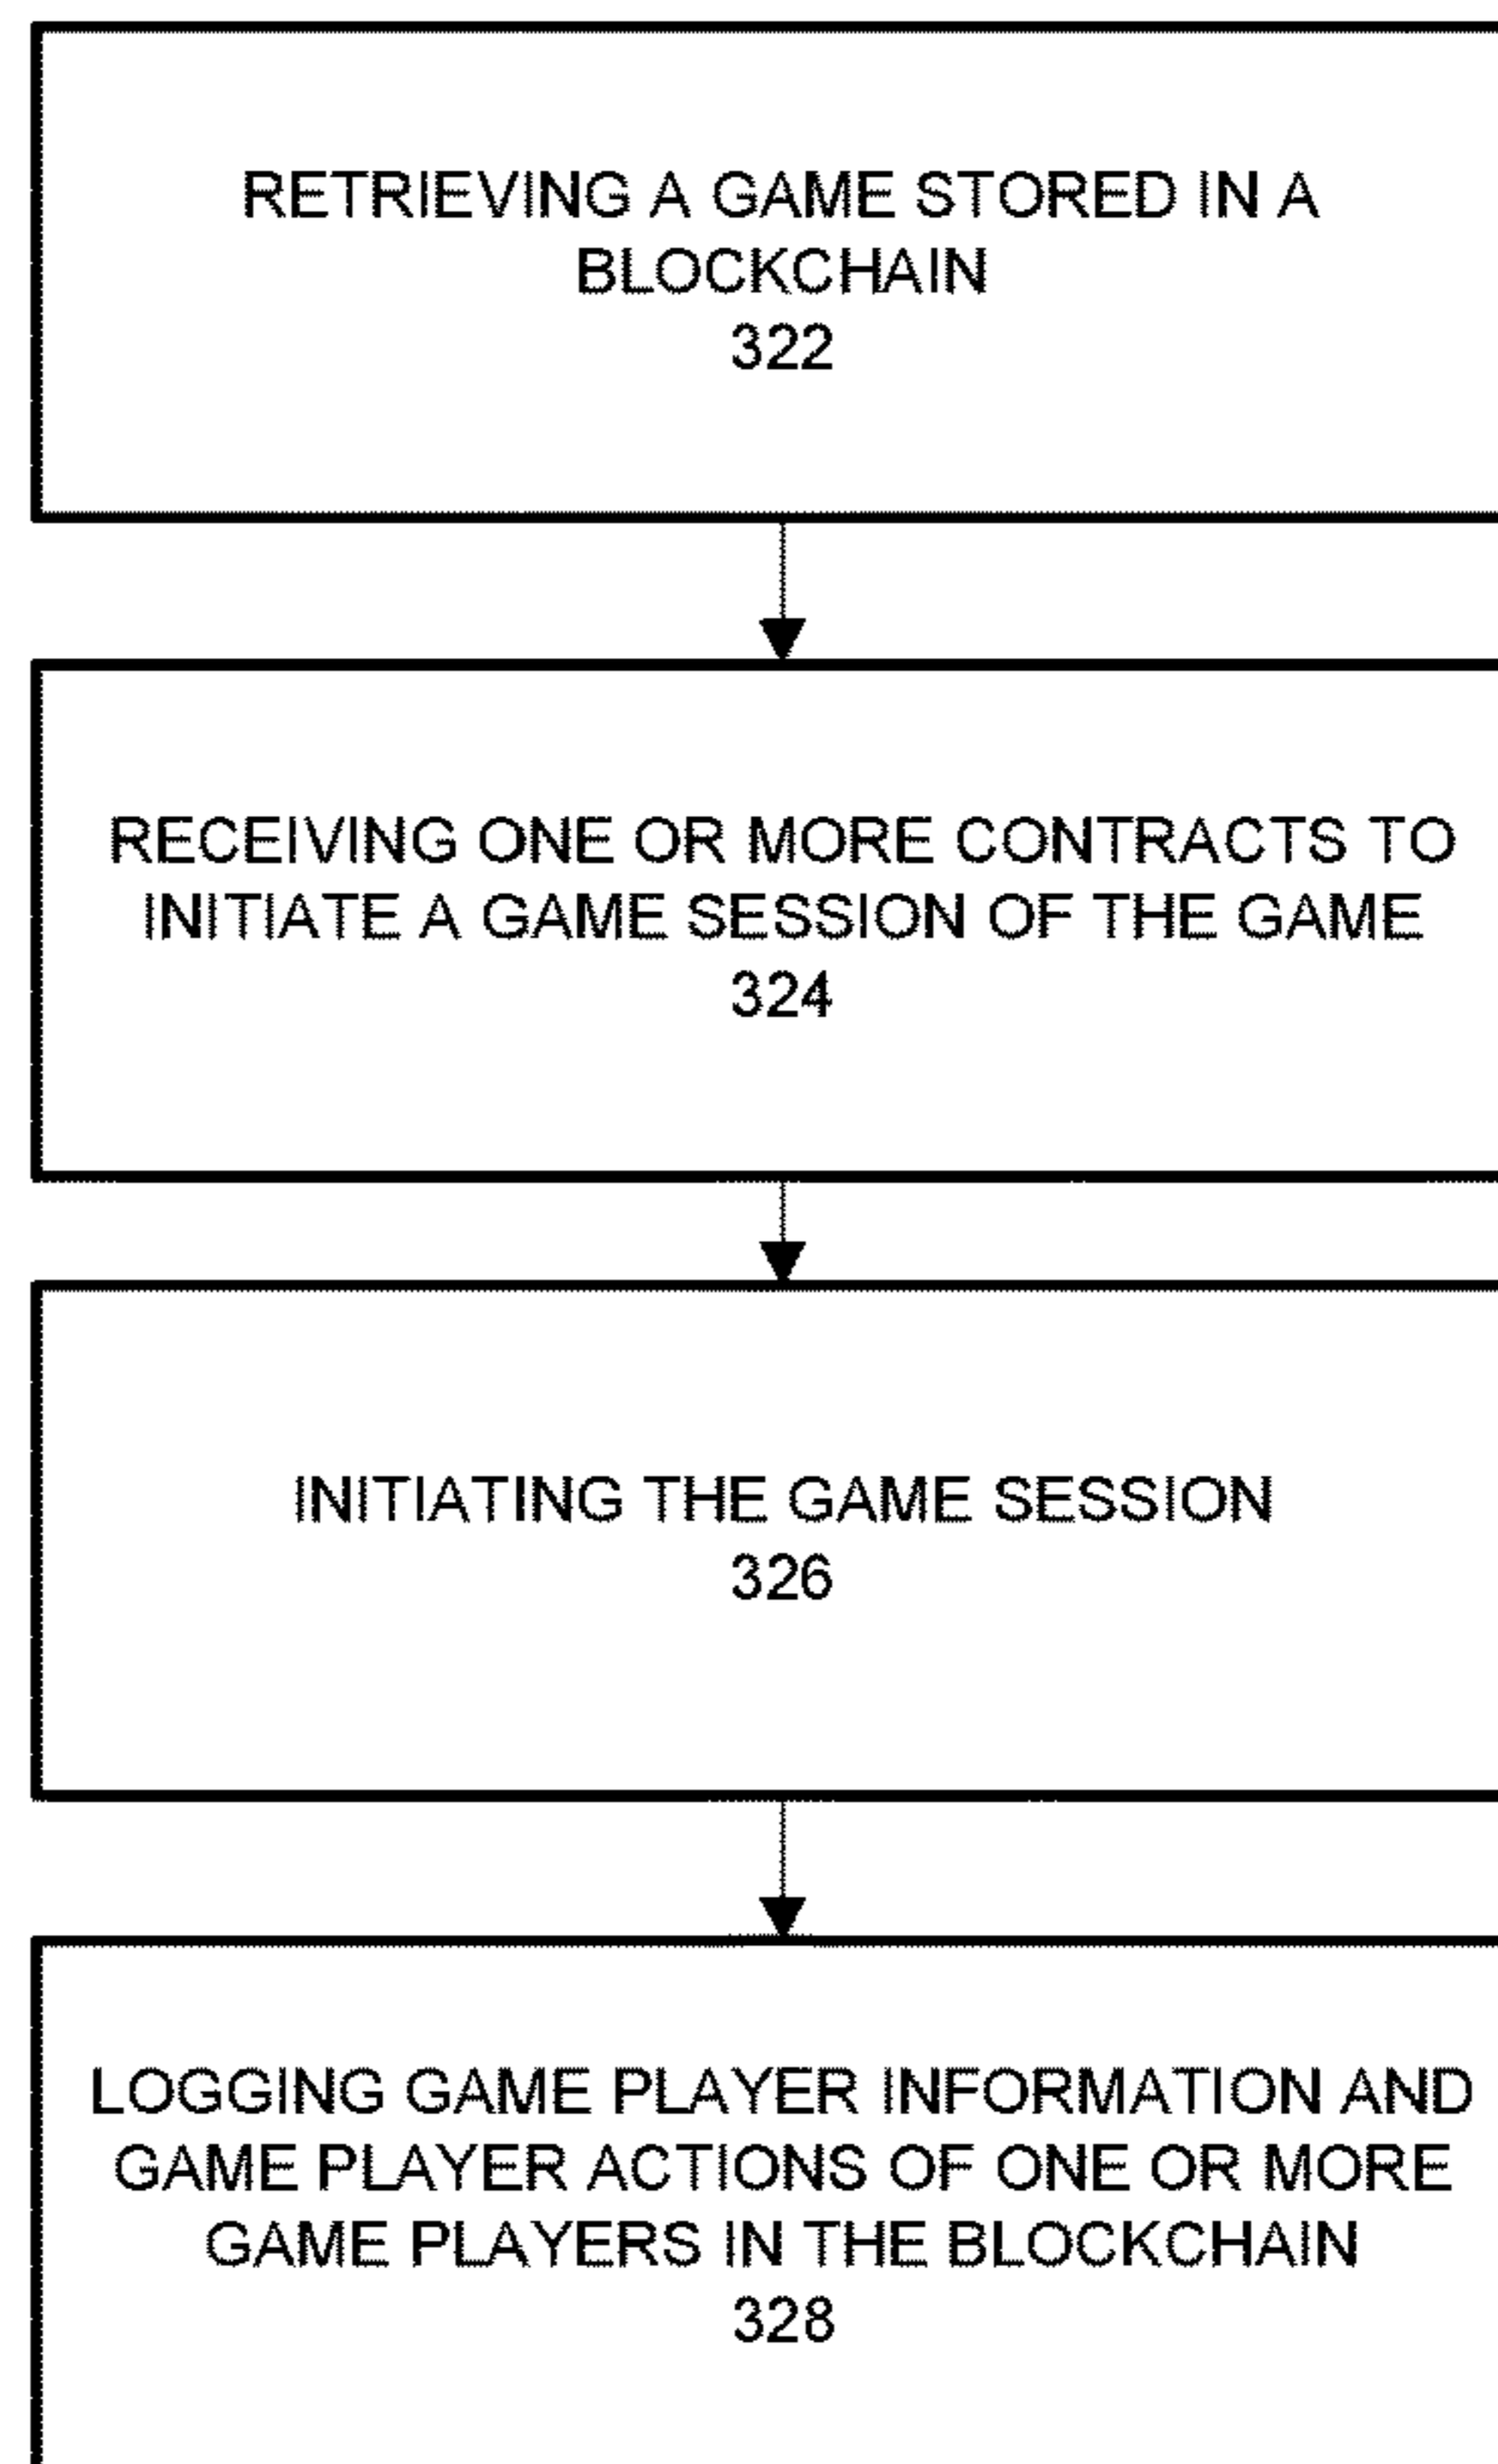 RETRIEVING A GAME STORED IN A
BLOCKCHAIN
322
RECEIVING ONE OR MORE CONTRACTS TO
INITIATE A GAME SESSION OF THE GAME
324
INITIATING THE GAME SESSION
326
LOGGING GAME PLAYER INFORMATION AND
GAME PLAYER ACTIONS OF ONE OR MORE
GAME PLAYERS IN THE BLOCKCHAIN
328